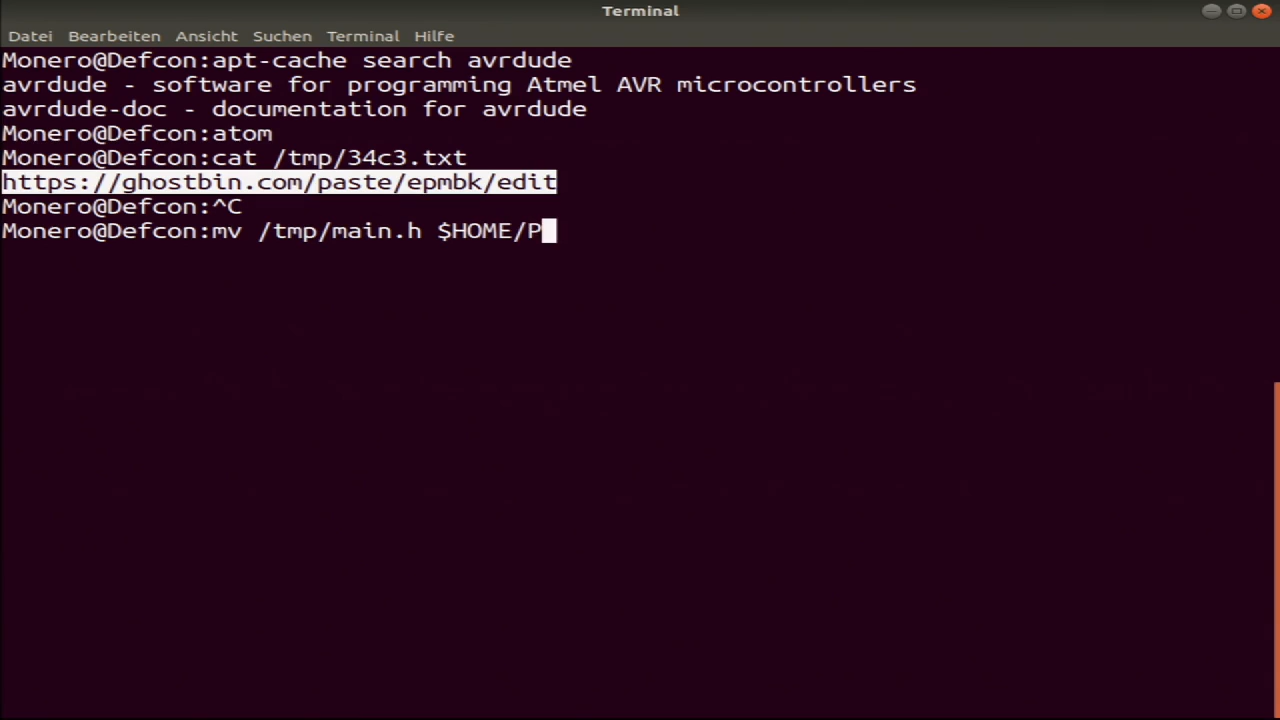 Terminal
Datei Bearbeiten Ansicht Suchen Terminal Hilfe
Monero@Defcon:apt-cache search avrdude
avrdude - software for programming Atmel AVR microcontrollers
avrdude-doc - documentation for avrdude
Monero@Defcon:atom
Monero@Defcon:cat /tmp/34c3.txt
https://ghostbin.com/paste/epmbk/edit
Monero@Defcon:^C
Monero@Defcon:mv /tmp/main.h $HOME/P